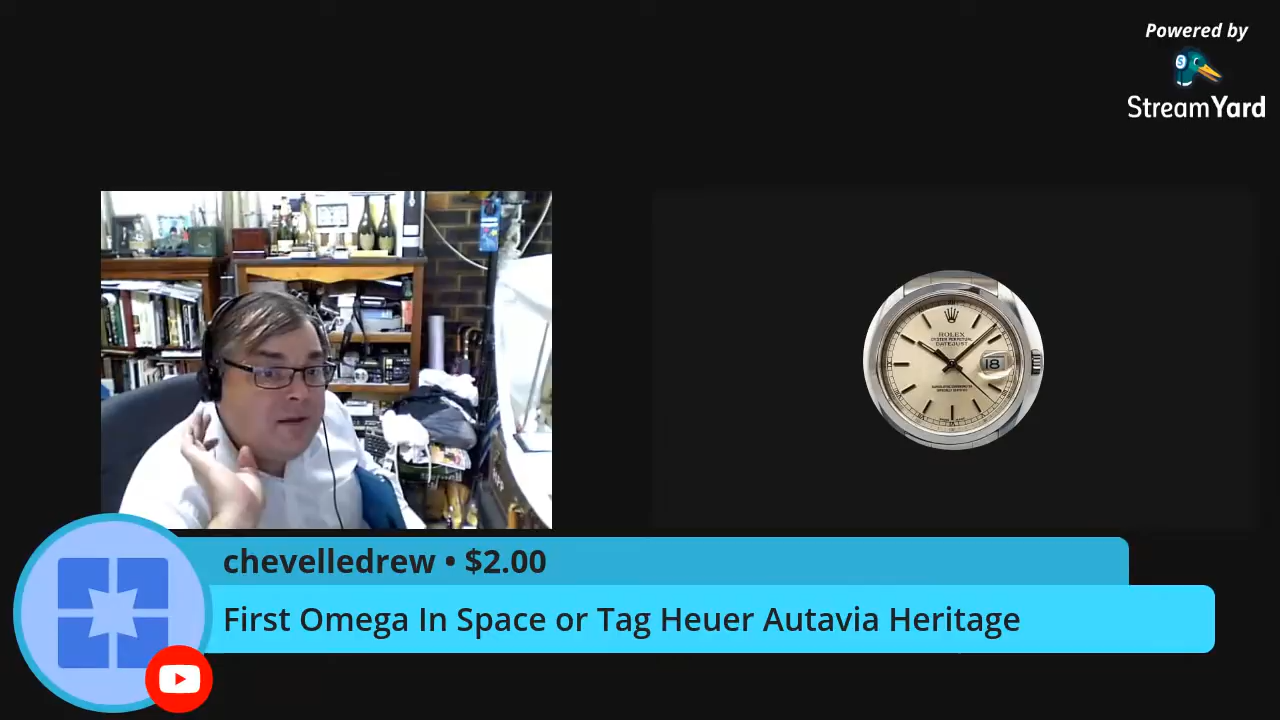 Powered by
StreamYard
ROLEX
OYSTER PERPETUAL
DATEJUST
18
chevelledrew • $2.00
First Omega In Space or Tag Heuer Autavia Heritage